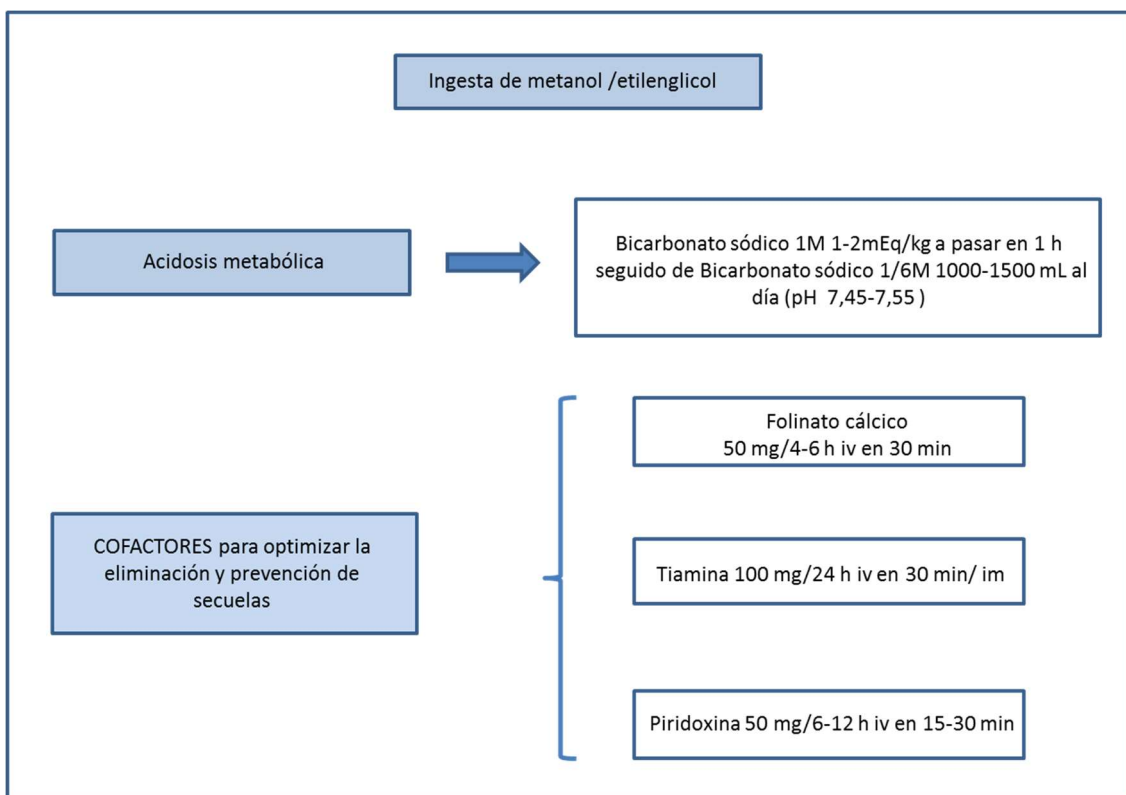 Ingesta de metanol /etilenglicol
Acidosis metabólica
Bicarbonato sódico 1M 1-2mEq/kg a pasar en 1 h
seguido de Bicarbonato sódico 1/6M 1000-1500 mL al
día (pH 7,45-7,55 )
COFACTORES para optimizar la
eliminación y prevención de
secuelas
Folinato cálcico
50 mg/4-6 h iv en 30 min
Tiamina 100 mg/24 h iv en 30 min/ im
Piridoxina 50 mg/6-12 h iv en 15-30 min